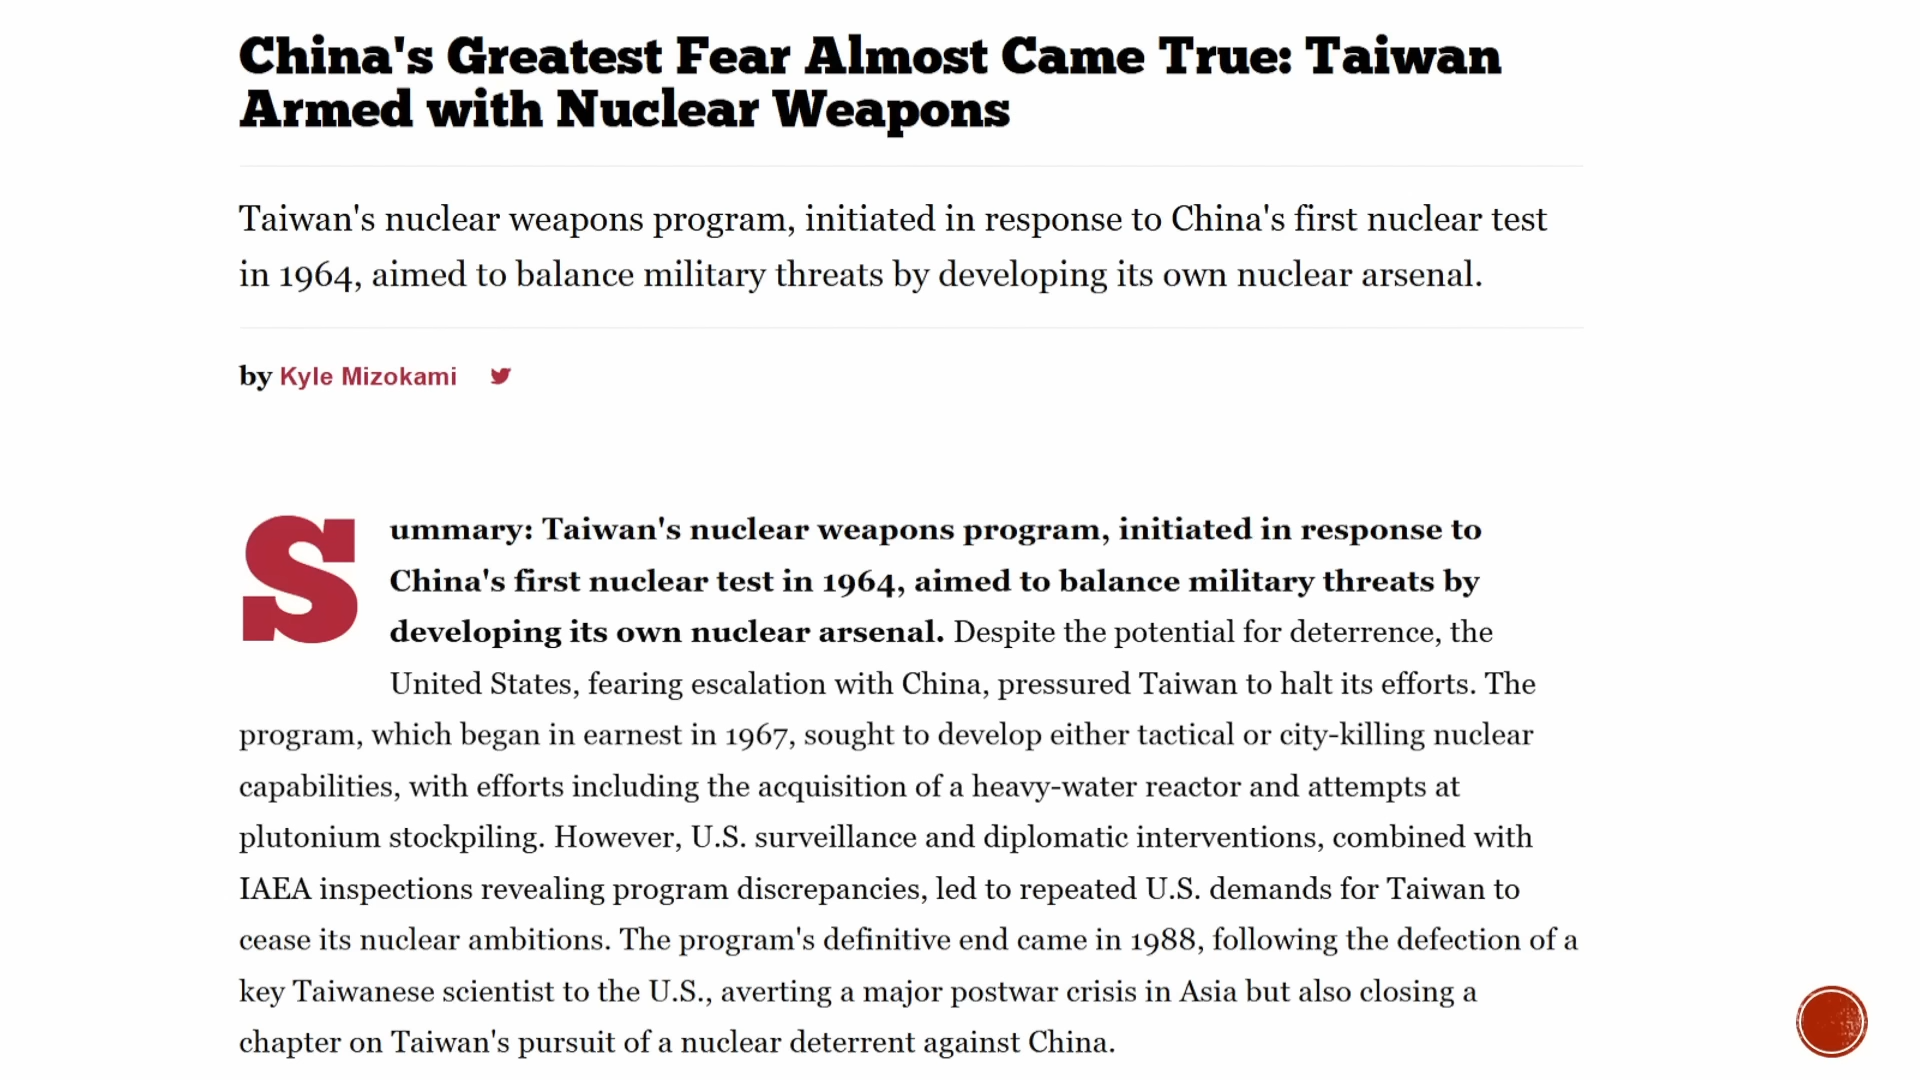 China's Greatest Fear Almost Came True: Taiwan
Armed with Nuclear Weapons
Taiwan's nuclear weapons program, initiated in response to China's first nuclear test
in 1964, aimed to balance military threats by developing its own nuclear arsenal.
by Kyle Mizokami
Summary: Taiwan's nuclear weapons program, initiated in response to
China's first nuclear test in 1964, aimed to balance military threats by
developing its own nuclear arsenal. Despite the potential for deterrence, the
United States, fearing escalation with China, pressured Taiwan to halt its efforts. The
program, which began in earnest in 1967, sought to develop either tactical or city-killing nuclear
capabilities, with efforts including the acquisition of a heavy-water reactor and attempts at
plutonium stockpiling. However, U.S. surveillance and diplomatic interventions, combined with
IAEA inspections revealing program discrepancies, led to repeated U.S. demands for Taiwan to
cease its nuclear ambitions. The program's definitive end came in 1988, following the defection of a
key Taiwanese scientist to the U.S., averting a major postwar crisis in Asia but also closing a
chapter on Taiwan's pursuit of a nuclear deterrent against China.